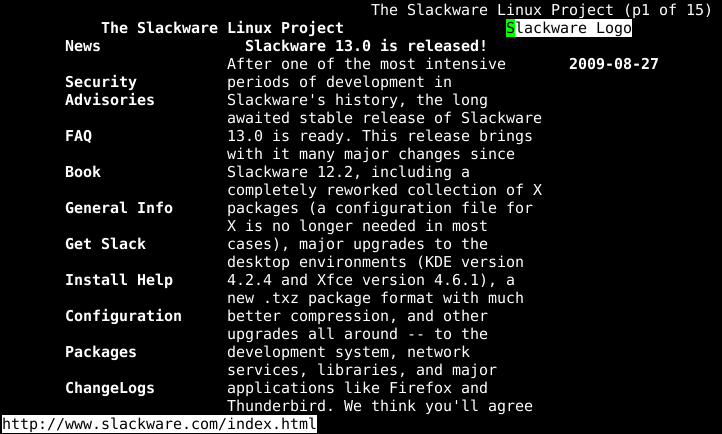 The Slackware Linux Project (p1 of 15)
The Slackware Linux Project Slackware Logo
News Slackware 13.0 is released!
After one of the most intensive 2009-08-27
Security periods of development in
Advisories Slackware's history, the long
awaited stable release of Slackware
FAQ 13.0 is ready. This release brings
with it many major changes since
Book Slackware 12.2, including a
completely reworked collection of X
General Info packages (a configuration file for
X is no longer needed in most
Get Slack cases), major upgrades to the
desktop environments (KDE version
Install Help 4.2.4 and Xfce version 4.6.1), a
new .txz package format with much
Configuration better compression, and other
upgrades all around -- to the
Packages development system, network
services, libraries, and major
ChangeLogs applications like Firefox and
Thunderbird. We think you'll agree
http://www.slackware.com/index.html